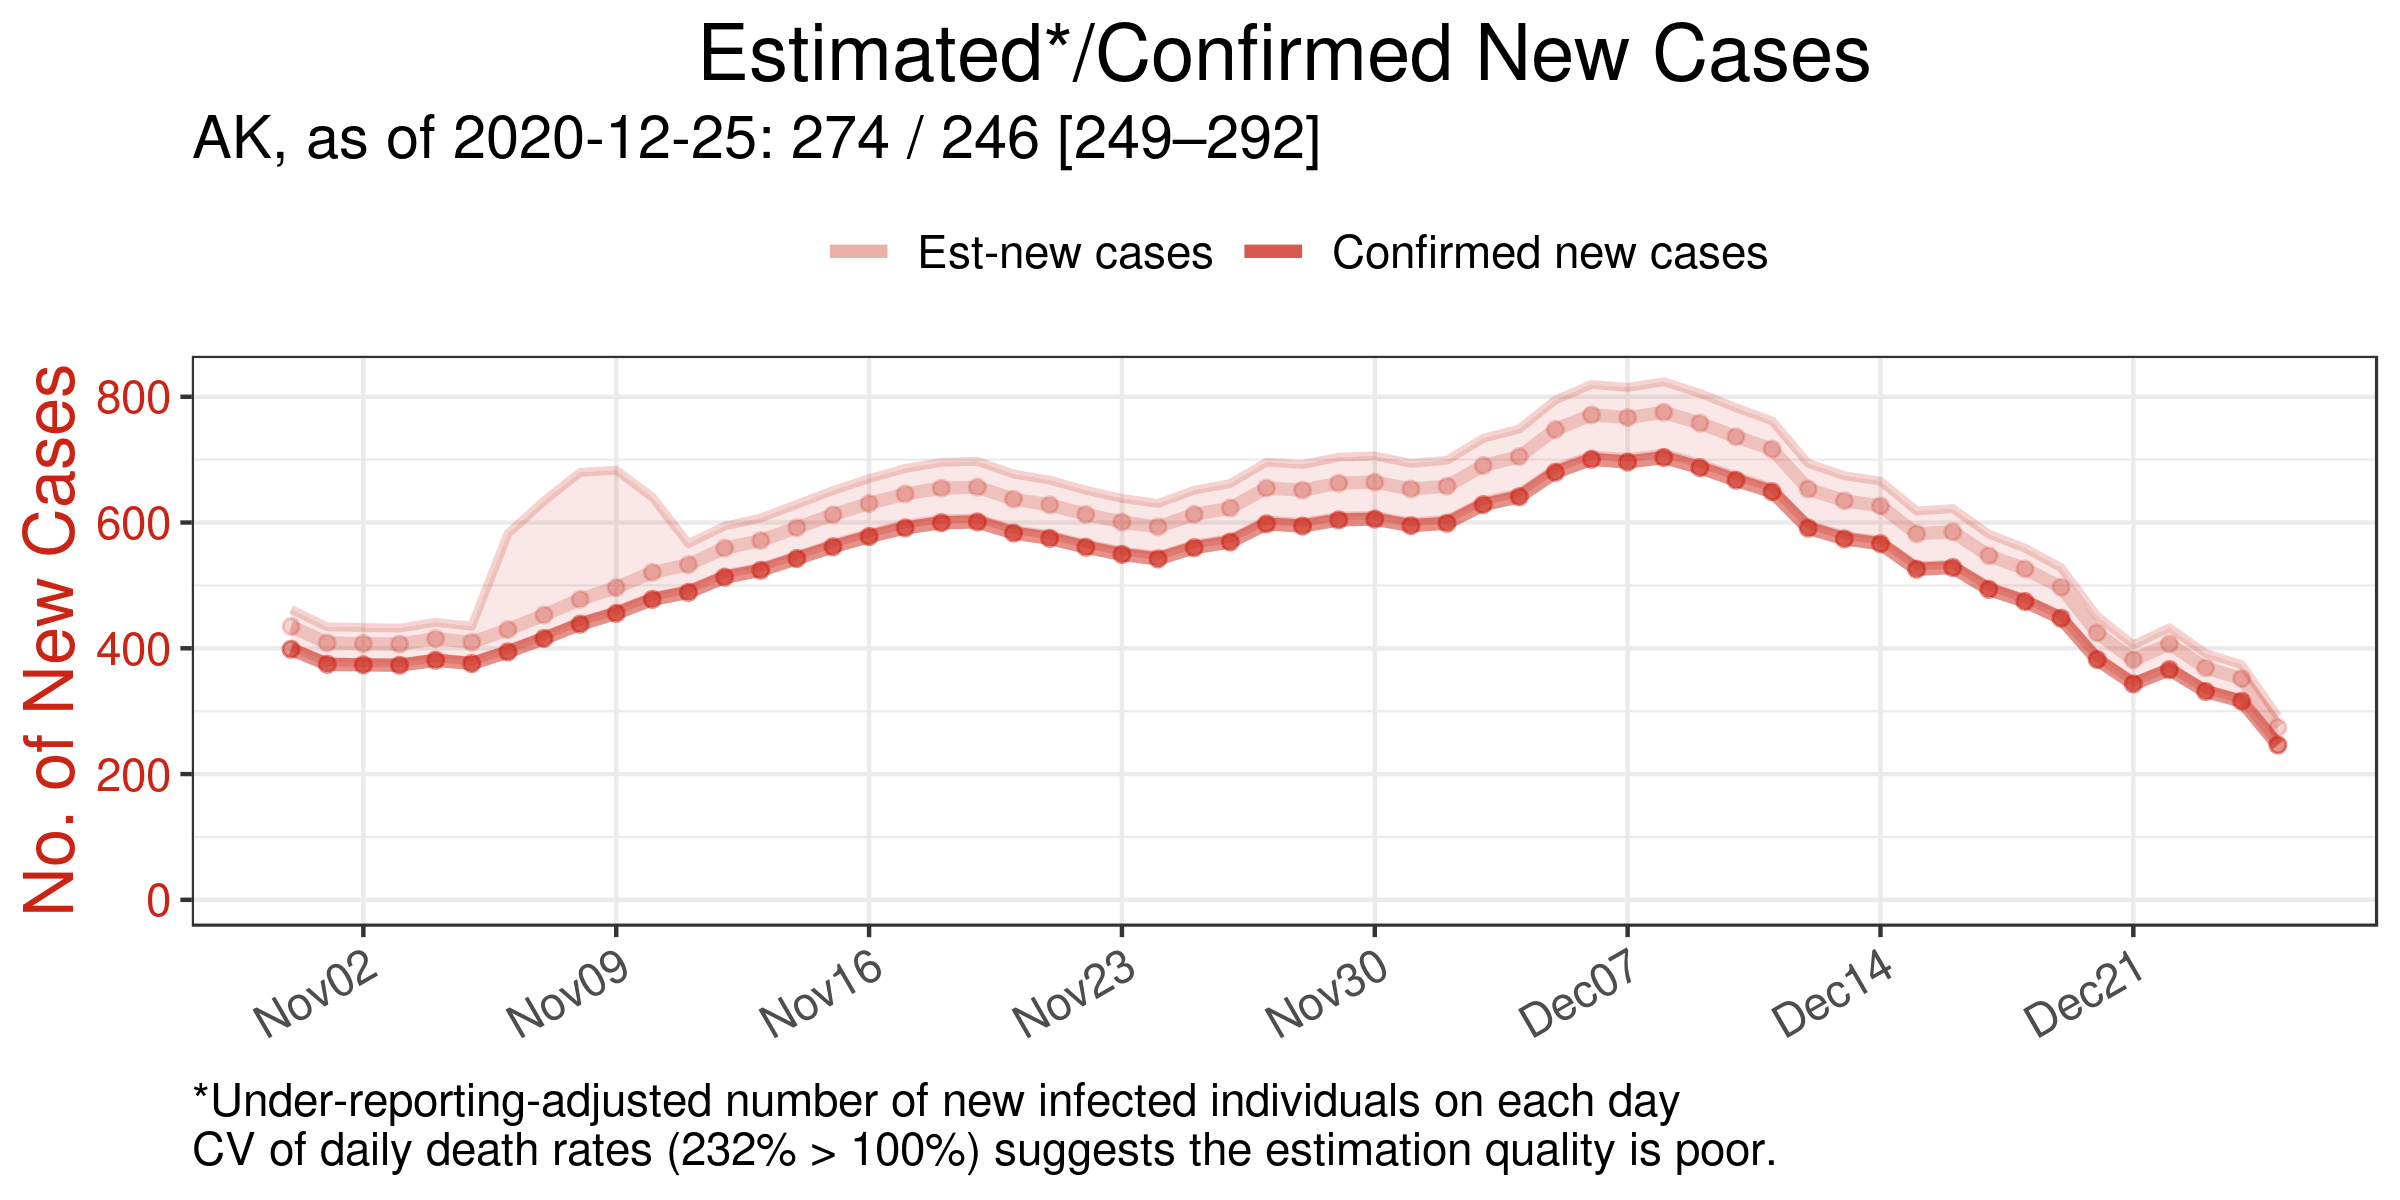 Estimated*/Confirmed New Cases
AK, as of 2020-12-25: 274 / 246 [249–292]
Est-new cases Confirmed new cases
No. of New Cases
800
600
400
200
0
Nov02 Nov09 Nov16 Nov23 Nov30 Dec07 Dec14 Dec21
*Under-reporting-adjusted number of new infected individuals on each day
CV of daily death rates (232% > 100%) suggests the estimation quality is poor.